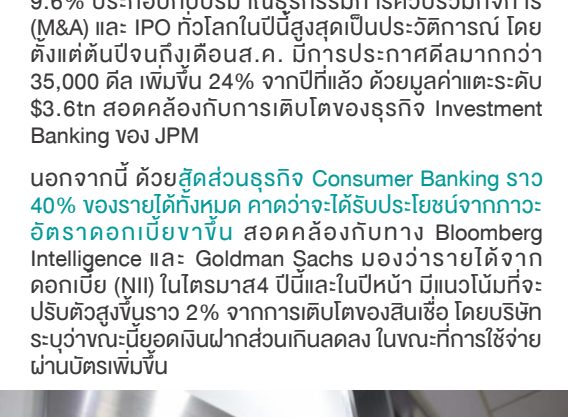 9.6% ประกอบกับปริมาณธุรกรรมการควบรวมกิจการ
(M&A) และ IPO ทั่วโลกในปีนี้สูงสุดเป็นประวัติการณ์ โดย
ตั้งแต่ต้นปีจนถึงเดือนส.ค. มีการประกาศดีลมากกว่า
35,000 ดีล เพิ่มขึ้น 24% จากปีที่แล้ว ด้วยมูลค่าแตะระดับ
$3.6tn สอดคล้องกับการเติบโตของธุรกิจ Investment
Banking ของ JPM
นอกจากนี้ ด้วยสัดส่วนธุรกิจ Consumer Banking ราว
40% ของรายได้ทั้งหมด คาดว่าจะได้รับประโยชน์จากภาวะ
อัตราดอกเบี้ยขาขึ้น สอดคล้องกับทาง Bloomberg
Intelligence และ Goldman Sachs มองว่ารายได้จาก
ดอกเบี้ย (NII) ในไตรมาส4 ปีนี้และในปีหน้า มีแนวโน้มที่จะ
ปรับตัวสูงขึ้นราว 2% จากการเติบโตของสินเชื่อ โดยบริษัท
ระบุว่าขณะนี้ยอดเงินฝากส่วนเกินลดลง ในขณะที่การใช้จ่าย
ผ่านบัตรเพิ่มขึ้น